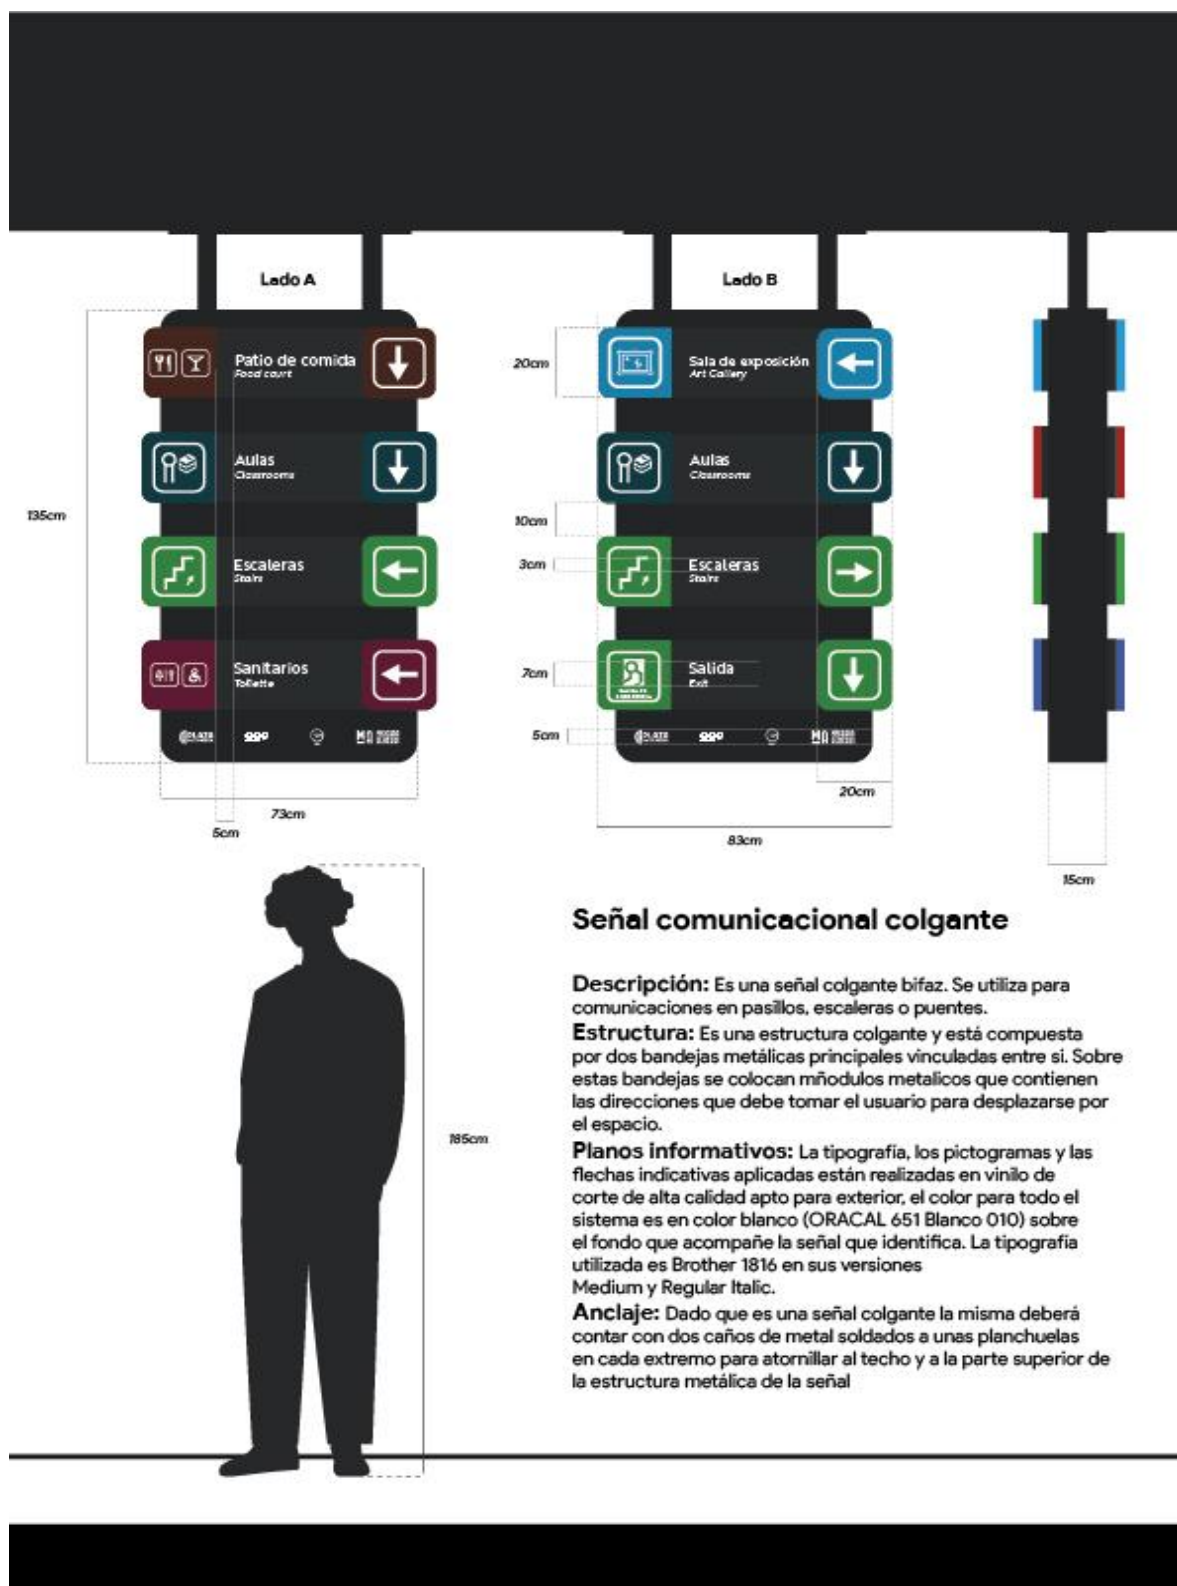 Lado A
Lado B
Patio de comida
Food court
Aulas
Classrooms
Escaleras
Stairs
Sanitarios
Toilette
PLAZA
135cm
73cm
5cm
Sala de exposición
Art Gallery
Aulas
Classrooms
Escaleras
Stairs
Salida
Exit
PLAZA
20cm
10cm
3cm
7cm
5cm
20cm
83cm
15cm
185cm
Señal comunicacional colgante
Descripción: Es una señal colgante bifaz. Se utiliza para
comunicaciones en pasillos, escaleras o puentes.
Estructura: Es una estructura colgante y está compuesta
por dos bandejas metálicas principales vinculadas entre si. Sobre
estas bandejas se colocan mñodulos metalicos que contienen
las direcciones que debe tomar el usuario para desplazarse por
el espacio.
Planos informativos: La tipografía, los pictogramas y las
flechas indicativas aplicadas están realizadas en vinilo de
corte de alta calidad apto para exterior, el color para todo el
sistema es en color blanco (ORACAL 651 Blanco 010) sobre
el fondo que acompañe la señal que identifica. La tipografía
utilizada es Brother 1816 en sus versiones
Medium y Regular Italic.
Anclaje: Dado que es una señal colgante la misma deberá
contar con dos caños de metal soldados a unas planchuelas
en cada extremo para atornillar al techo y a la parte superior de
la estructura metálica de la señal